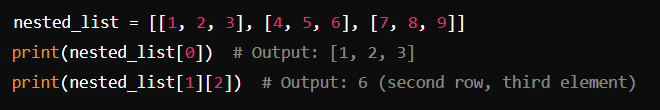 nested_list = [[1, 2, 3], [4, 5, 6], [7, 8, 9]]
print(nested_list[0])  # Output: [1, 2, 3]
print(nested_list[1][2])  # Output: 6 (second row, third element)